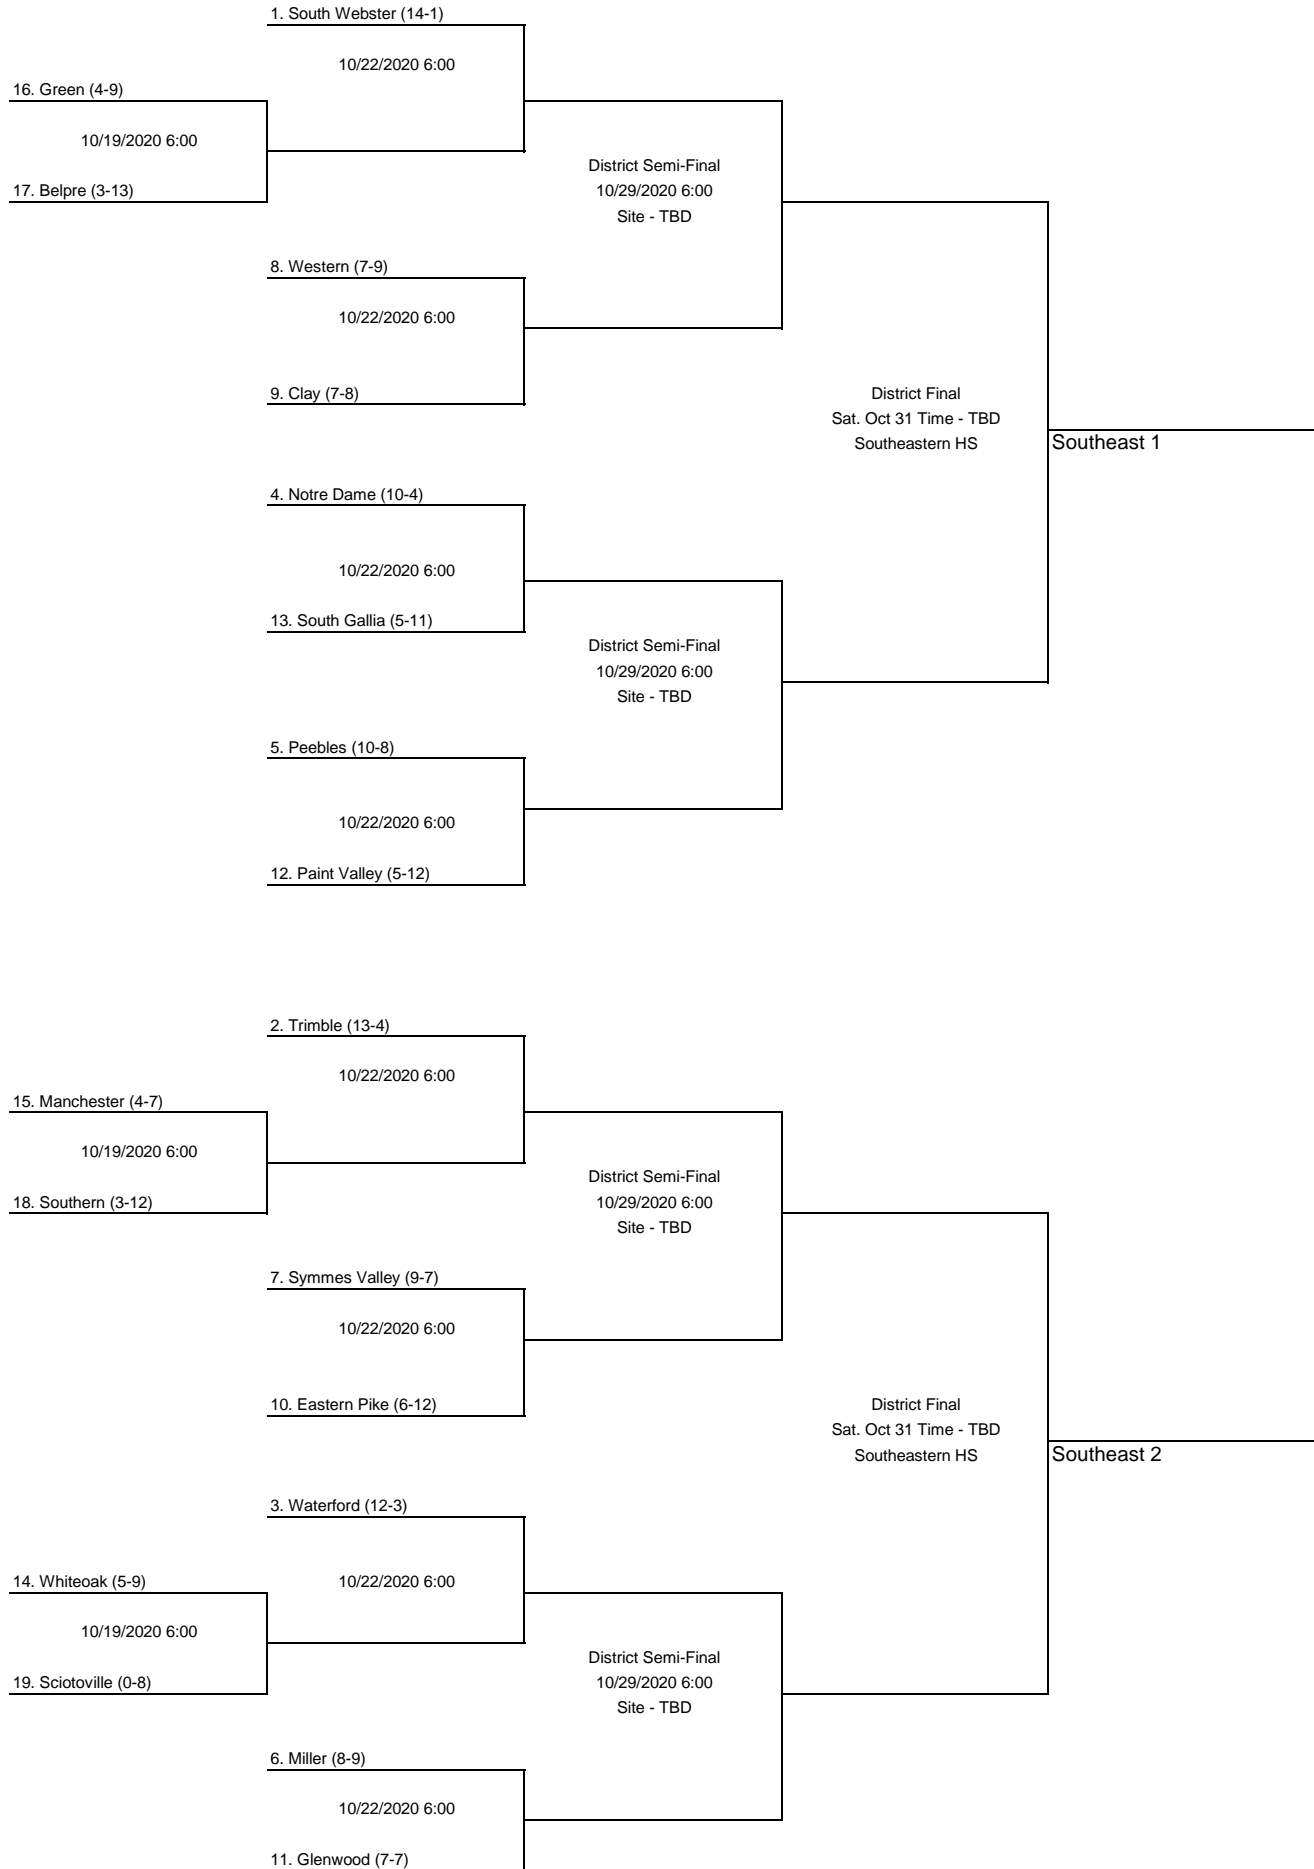 1. South Webster (14-1)
10/22/2020 6:00
16. Green (4-9)
10/19/2020 6:00
17. Belpre (3-13)
District Semi-Final
10/29/2020 6:00
Site - TBD
8. Western (7-9)
10/22/2020 6:00
9. Clay (7-8)
District Final
Sat. Oct 31 Time - TBD
Southeastern HS
Southeast 1
4. Notre Dame (10-4)
10/22/2020 6:00
13. South Gallia (5-11)
District Semi-Final
10/29/2020 6:00
Site - TBD
5. Peebles (10-8)
10/22/2020 6:00
12. Paint Valley (5-12)
2. Trimble (13-4)
10/22/2020 6:00
15. Manchester (4-7)
10/19/2020 6:00
18. Southern (3-12)
District Semi-Final
10/29/2020 6:00
Site - TBD
7. Symmes Valley (9-7)
10/22/2020 6:00
10. Eastern Pike (6-12)
District Final
Sat. Oct 31 Time - TBD
Southeastern HS
Southeast 2
3. Waterford (12-3)
10/22/2020 6:00
14. Whiteoak (5-9)
10/19/2020 6:00
19. Sciotoville (0-8)
District Semi-Final
10/29/2020 6:00
Site - TBD
6. Miller (8-9)
10/22/2020 6:00
11. Glenwood (7-7)